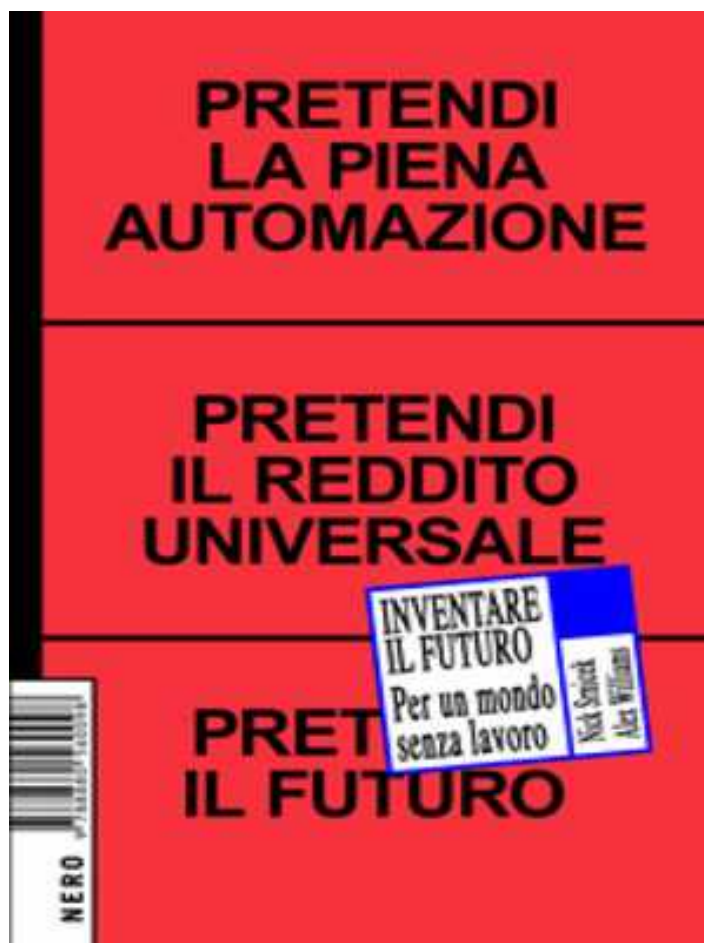 PRETENDI
LA PIENA
AUTOMAZIONE
PRETENDI
IL REDDITO
UNIVERSALE
INVENTARE
IL FUTURO
Per un mondo
senza lavoro
Nick Srnicek
Alex Williams
PRET
IL FUTURO
NERO